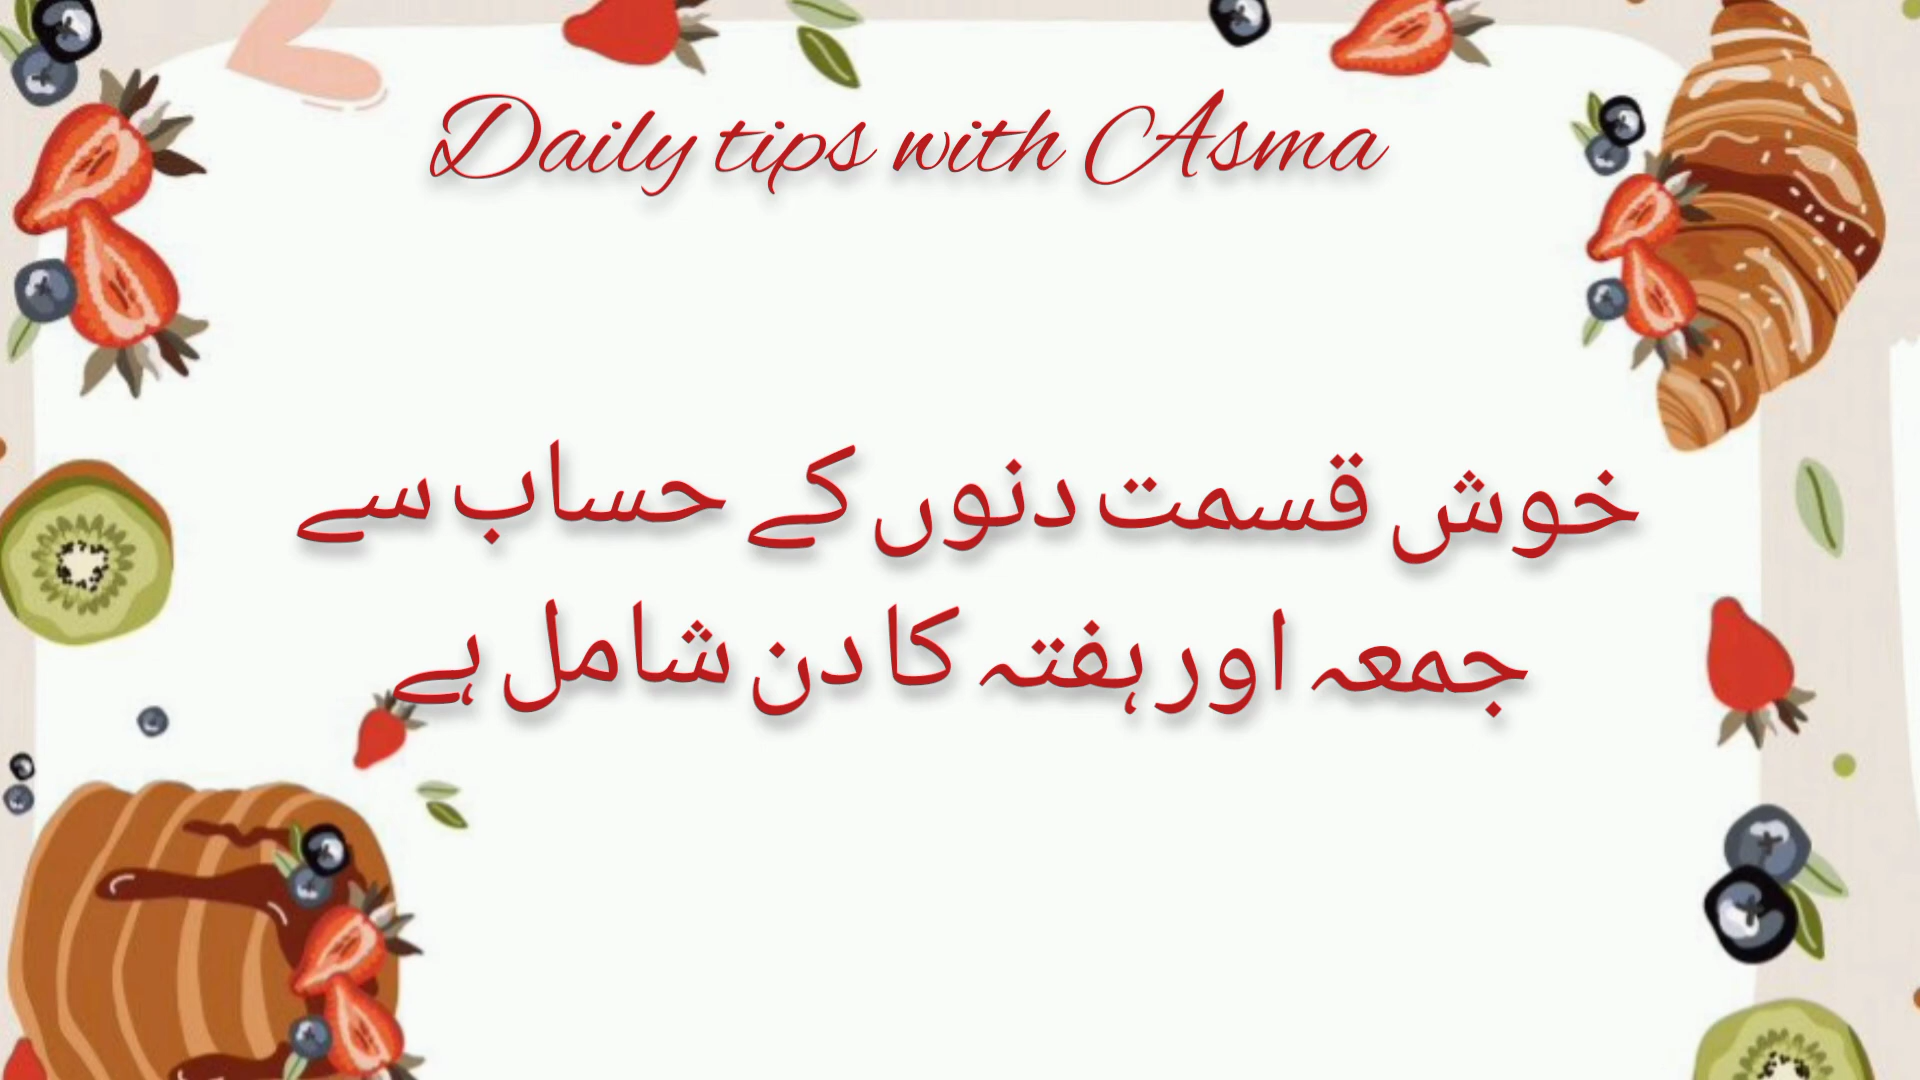 Daily tips with Asma
خوش قسمت دنوں کے حساب سے
جمعہ اور ہفتہ کا دن شامل ہے